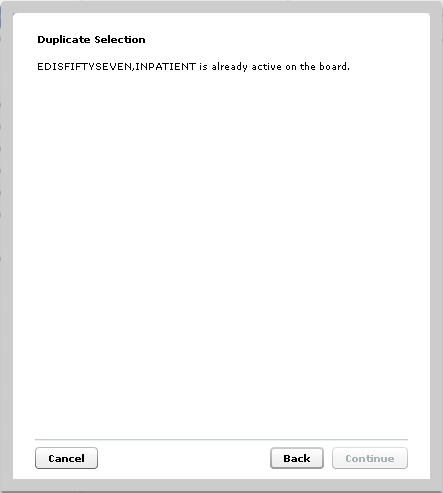 Duplicate Selection
EDISFIFTYSEVEN,INPATIENT is already active on the board.
Cancel
Back
Continue